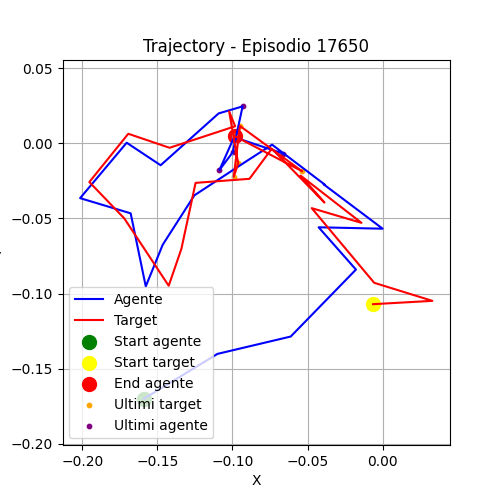 Trajectory - Episodio 17650
0.05
0.00
−0.05
−0.10
−0.15
−0.20
Agente
Target
Start agente
Start target
End agente
Ultimi target
Ultimi agente
−0.20 −0.15 −0.10 −0.05 0.00
X